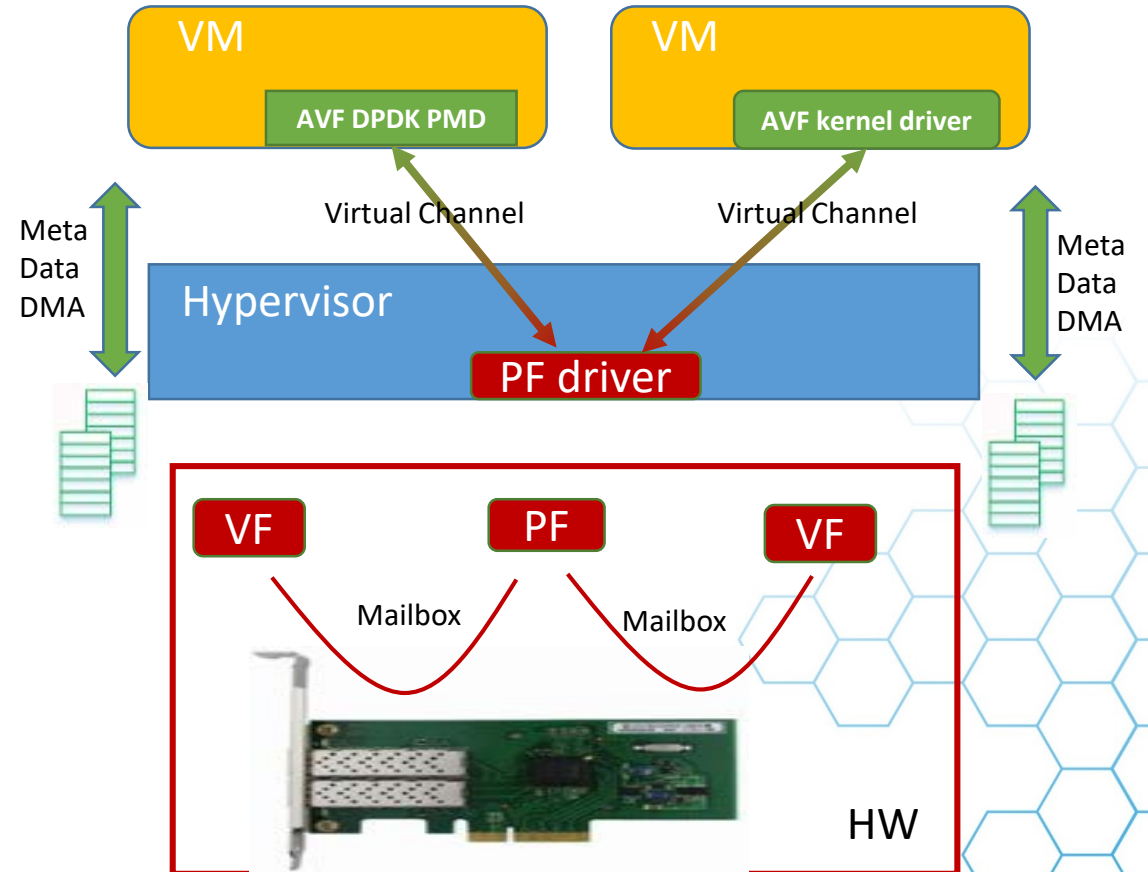 VM
VM
AVF DPDK PMD
AVF kernel driver
Virtual Channel
Virtual Channel
Meta
Data
DMA
Meta
Data
DMA
Hypervisor
PF driver
VF
PF
VF
Mailbox
Mailbox
HW